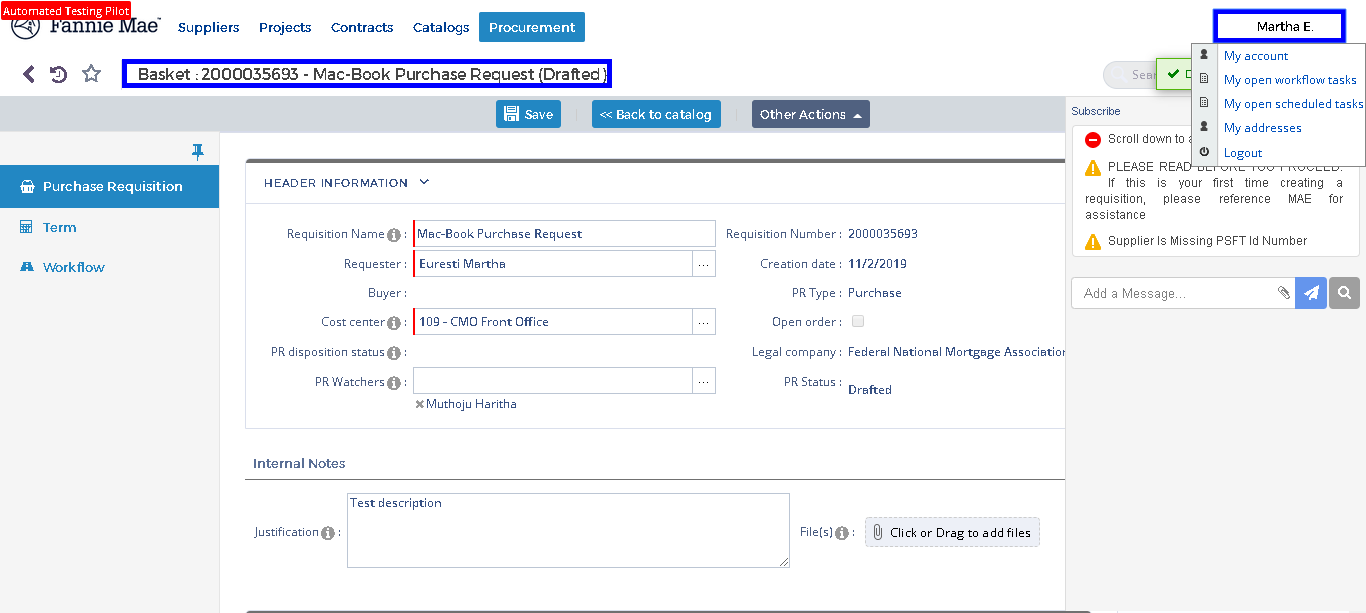 Automated Testing Pilot
Fannie Mae™
Suppliers Projects Contracts Catalogs Procurement
Martha E.
Basket : 2000035693 - Mac-Book Purchase Request (Drafted )
My account
My open workflow tasks
My open scheduled tasks
My addresses
Logout
Save
<< Back to catalog
Other Actions
Subscribe
Scroll down to
PLEASE READ BEFORE YOU PROCEED.
If this is your first time creating a
requisition, please reference MAE for
assistance
Supplier Is Missing PSFT Id Number
Add a Message...
Purchase Requisition
Term
Workflow
HEADER INFORMATION
Requisition Name : Mac-Book Purchase Request
Requisition Number : 2000035693
Requester : Euresti Martha ...
Creation date : 11/2/2019
Buyer :
PR Type : Purchase
Cost center : 109 - CMO Front Office ...
Open order :
PR disposition status :
Legal company : Federal National Mortgage Association
PR Watchers : ...
PR Status : Drafted
Muthoju Haritha
Internal Notes
Justification : Test description
File(s) : Click or Drag to add files